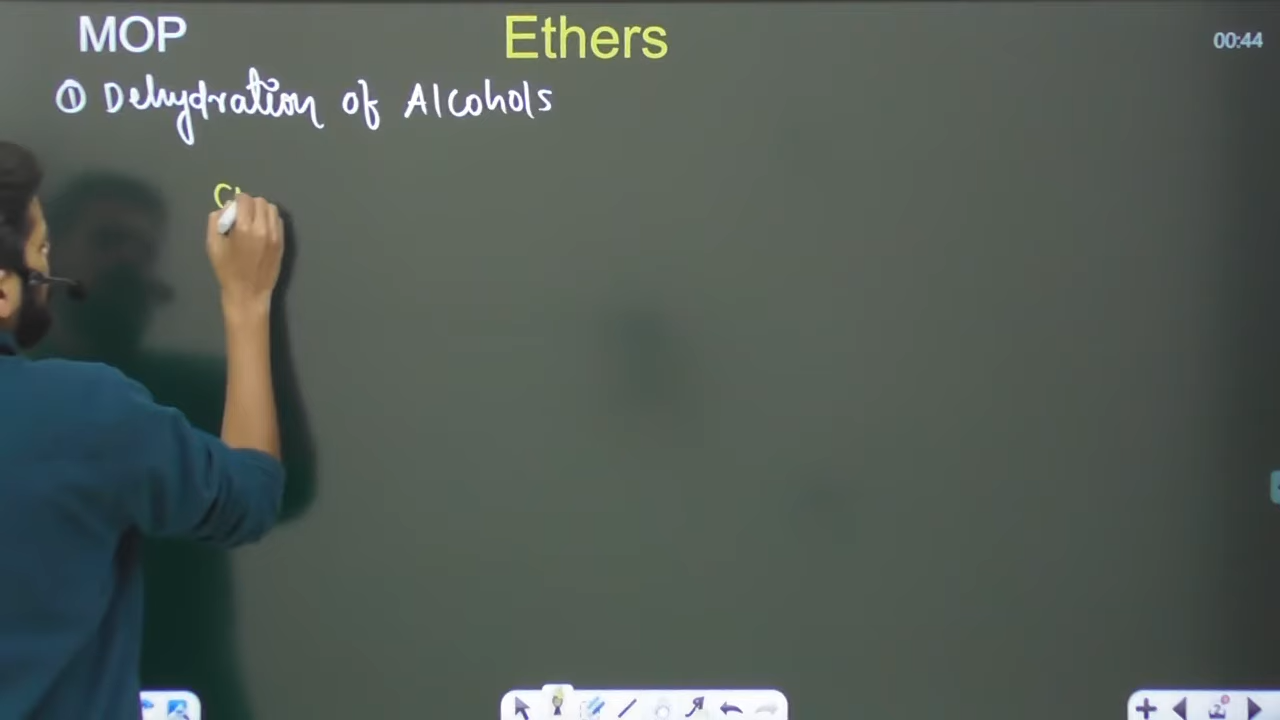 MOP Ethers 00:44
① Dehydration of Alcohols